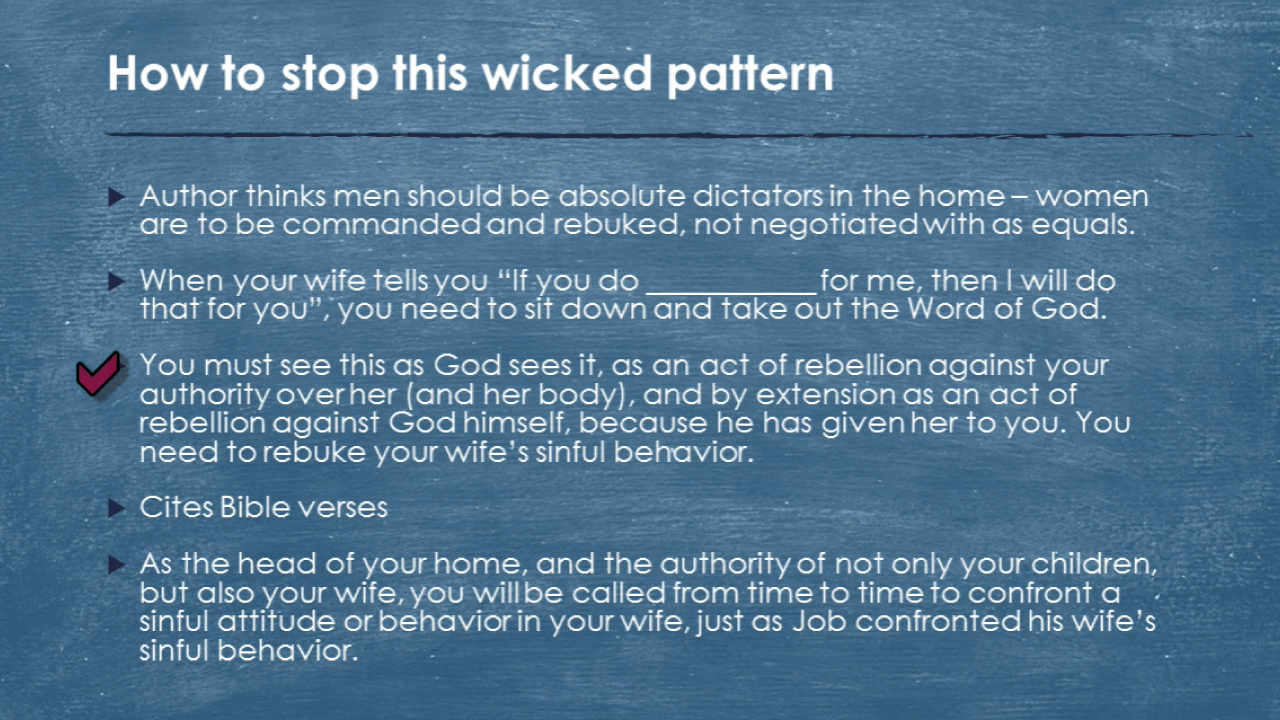 How to stop this wicked pattern
Author thinks men should be absolute dictators in the home – women
are to be commanded and rebuked, not negotiated with as equals.
When your wife tells you “If you do ___________ for me, then I will do
that for you”, you need to sit down and take out the Word of God.
You must see this as God sees it, as an act of rebellion against your
authority over her (and her body), and by extension as an act of
rebellion against God himself, because he has given her to you. You
need to rebuke your wife’s sinful behavior.
Cites Bible verses
As the head of your home, and the authority of not only your children,
but also your wife, you will be called from time to time to confront a
sinful attitude or behavior in your wife, just as Job confronted his wife’s
sinful behavior.